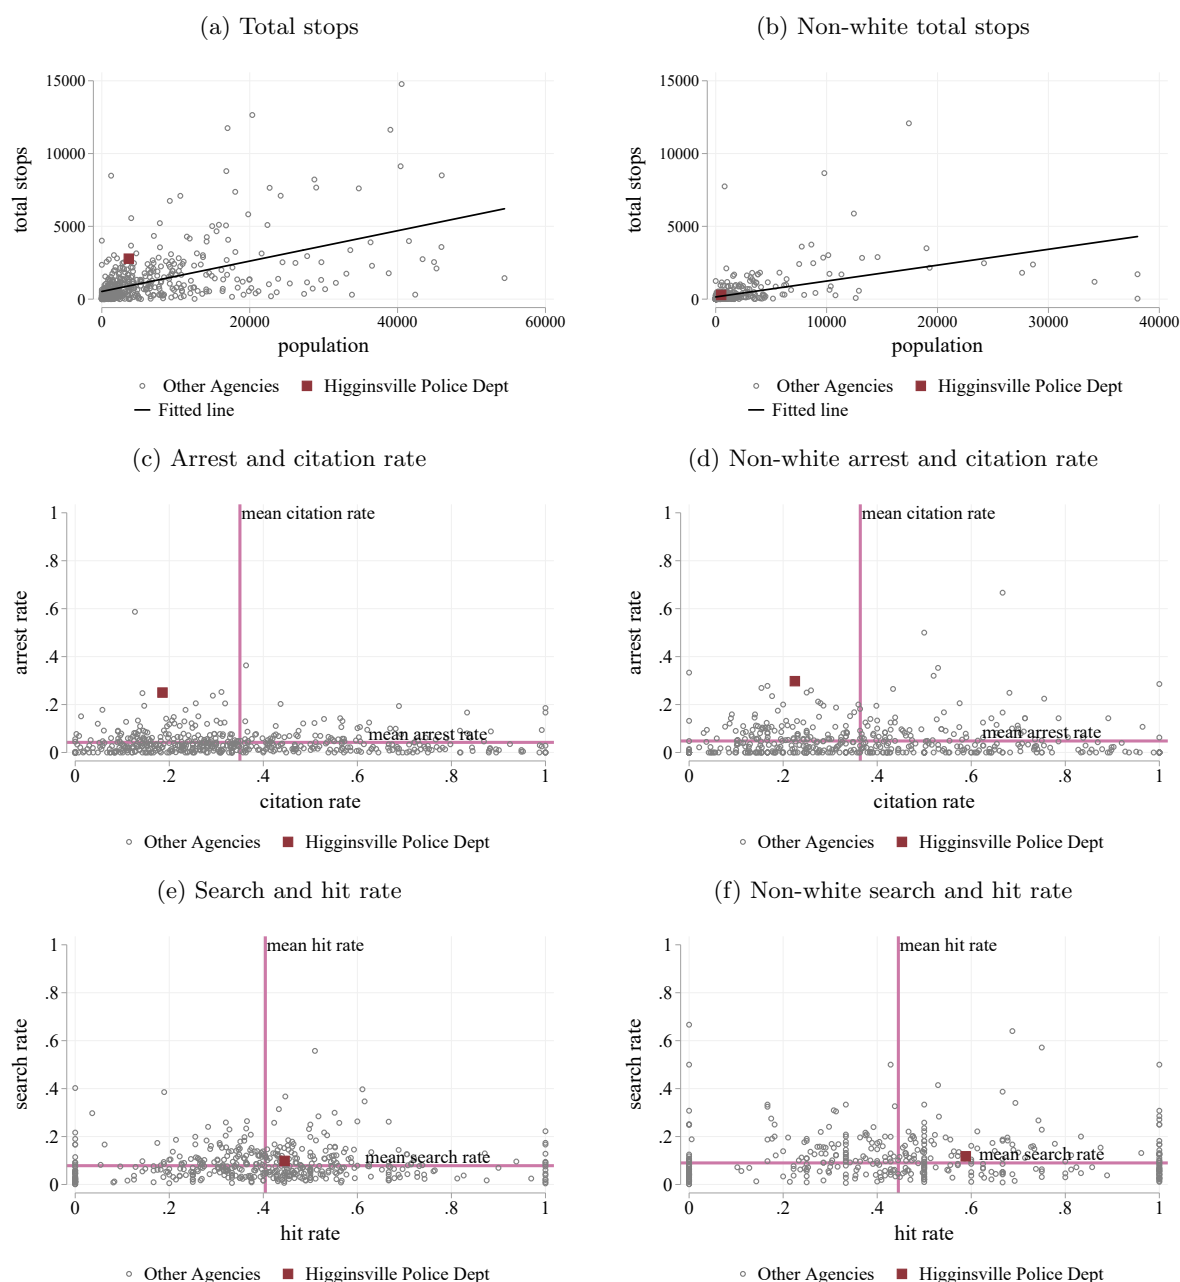 (a) Total stops
total stops
15000
10000
5000
0
0 20000 40000 60000
population
Other Agencies Higginsville Police Dept
Fitted line
(b) Non-white total stops
total stops
15000
10000
5000
0
0 10000 20000 30000 40000
population
Other Agencies Higginsville Police Dept
Fitted line
(c) Arrest and citation rate
arrest rate
1
.8
.6
.4
.2
0
mean citation rate
mean arrest rate
0 .2 .4 .6 .8 1
citation rate
Other Agencies Higginsville Police Dept
(d) Non-white arrest and citation rate
arrest rate
1
.8
.6
.4
.2
0
mean citation rate
mean arrest rate
0 .2 .4 .6 .8 1
citation rate
Other Agencies Higginsville Police Dept
(e) Search and hit rate
search rate
1
.8
.6
.4
.2
0
mean hit rate
mean search rate
0 .2 .4 .6 .8 1
hit rate
Other Agencies Higginsville Police Dept
(f) Non-white search and hit rate
search rate
1
.8
.6
.4
.2
0
mean hit rate
mean search rate
0 .2 .4 .6 .8 1
hit rate
Other Agencies Higginsville Police Dept